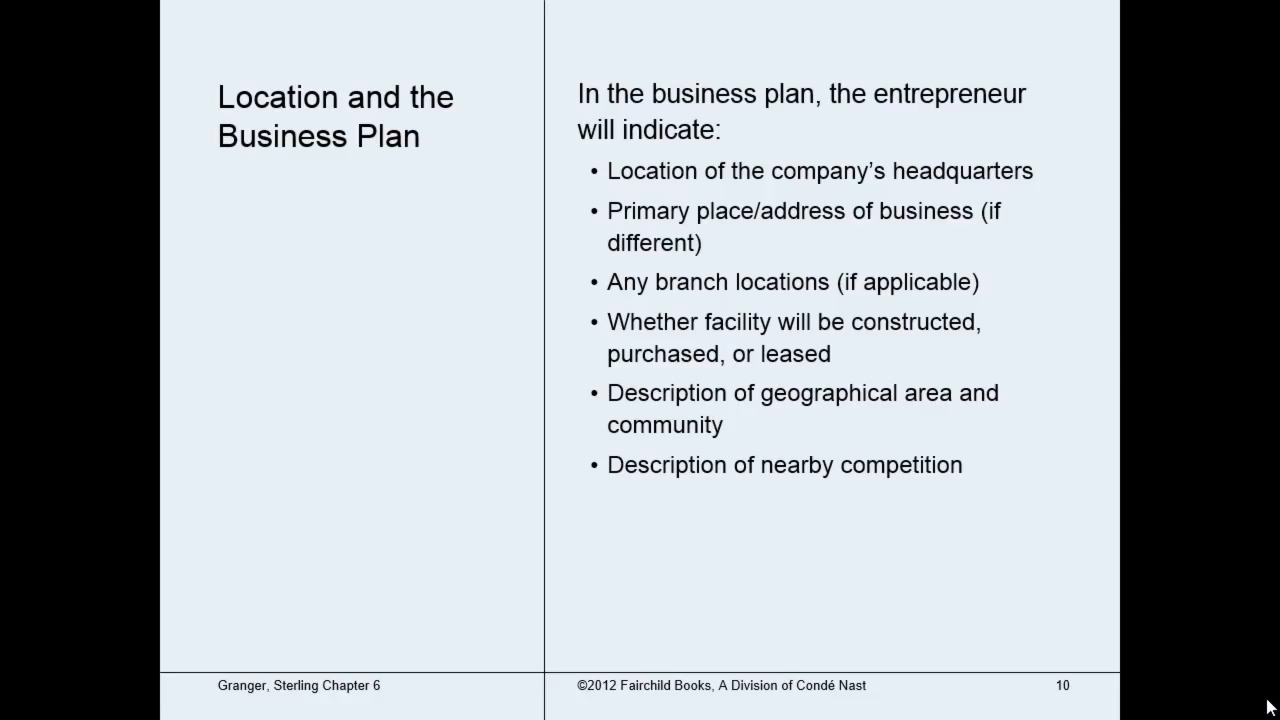 Location and the
Business Plan
In the business plan, the entrepreneur
will indicate:
• Location of the company’s headquarters
• Primary place/address of business (if
different)
• Any branch locations (if applicable)
• Whether facility will be constructed,
purchased, or leased
• Description of geographical area and
community
• Description of nearby competition
Granger, Sterling Chapter 6
©2012 Fairchild Books, A Division of Condé Nast
10